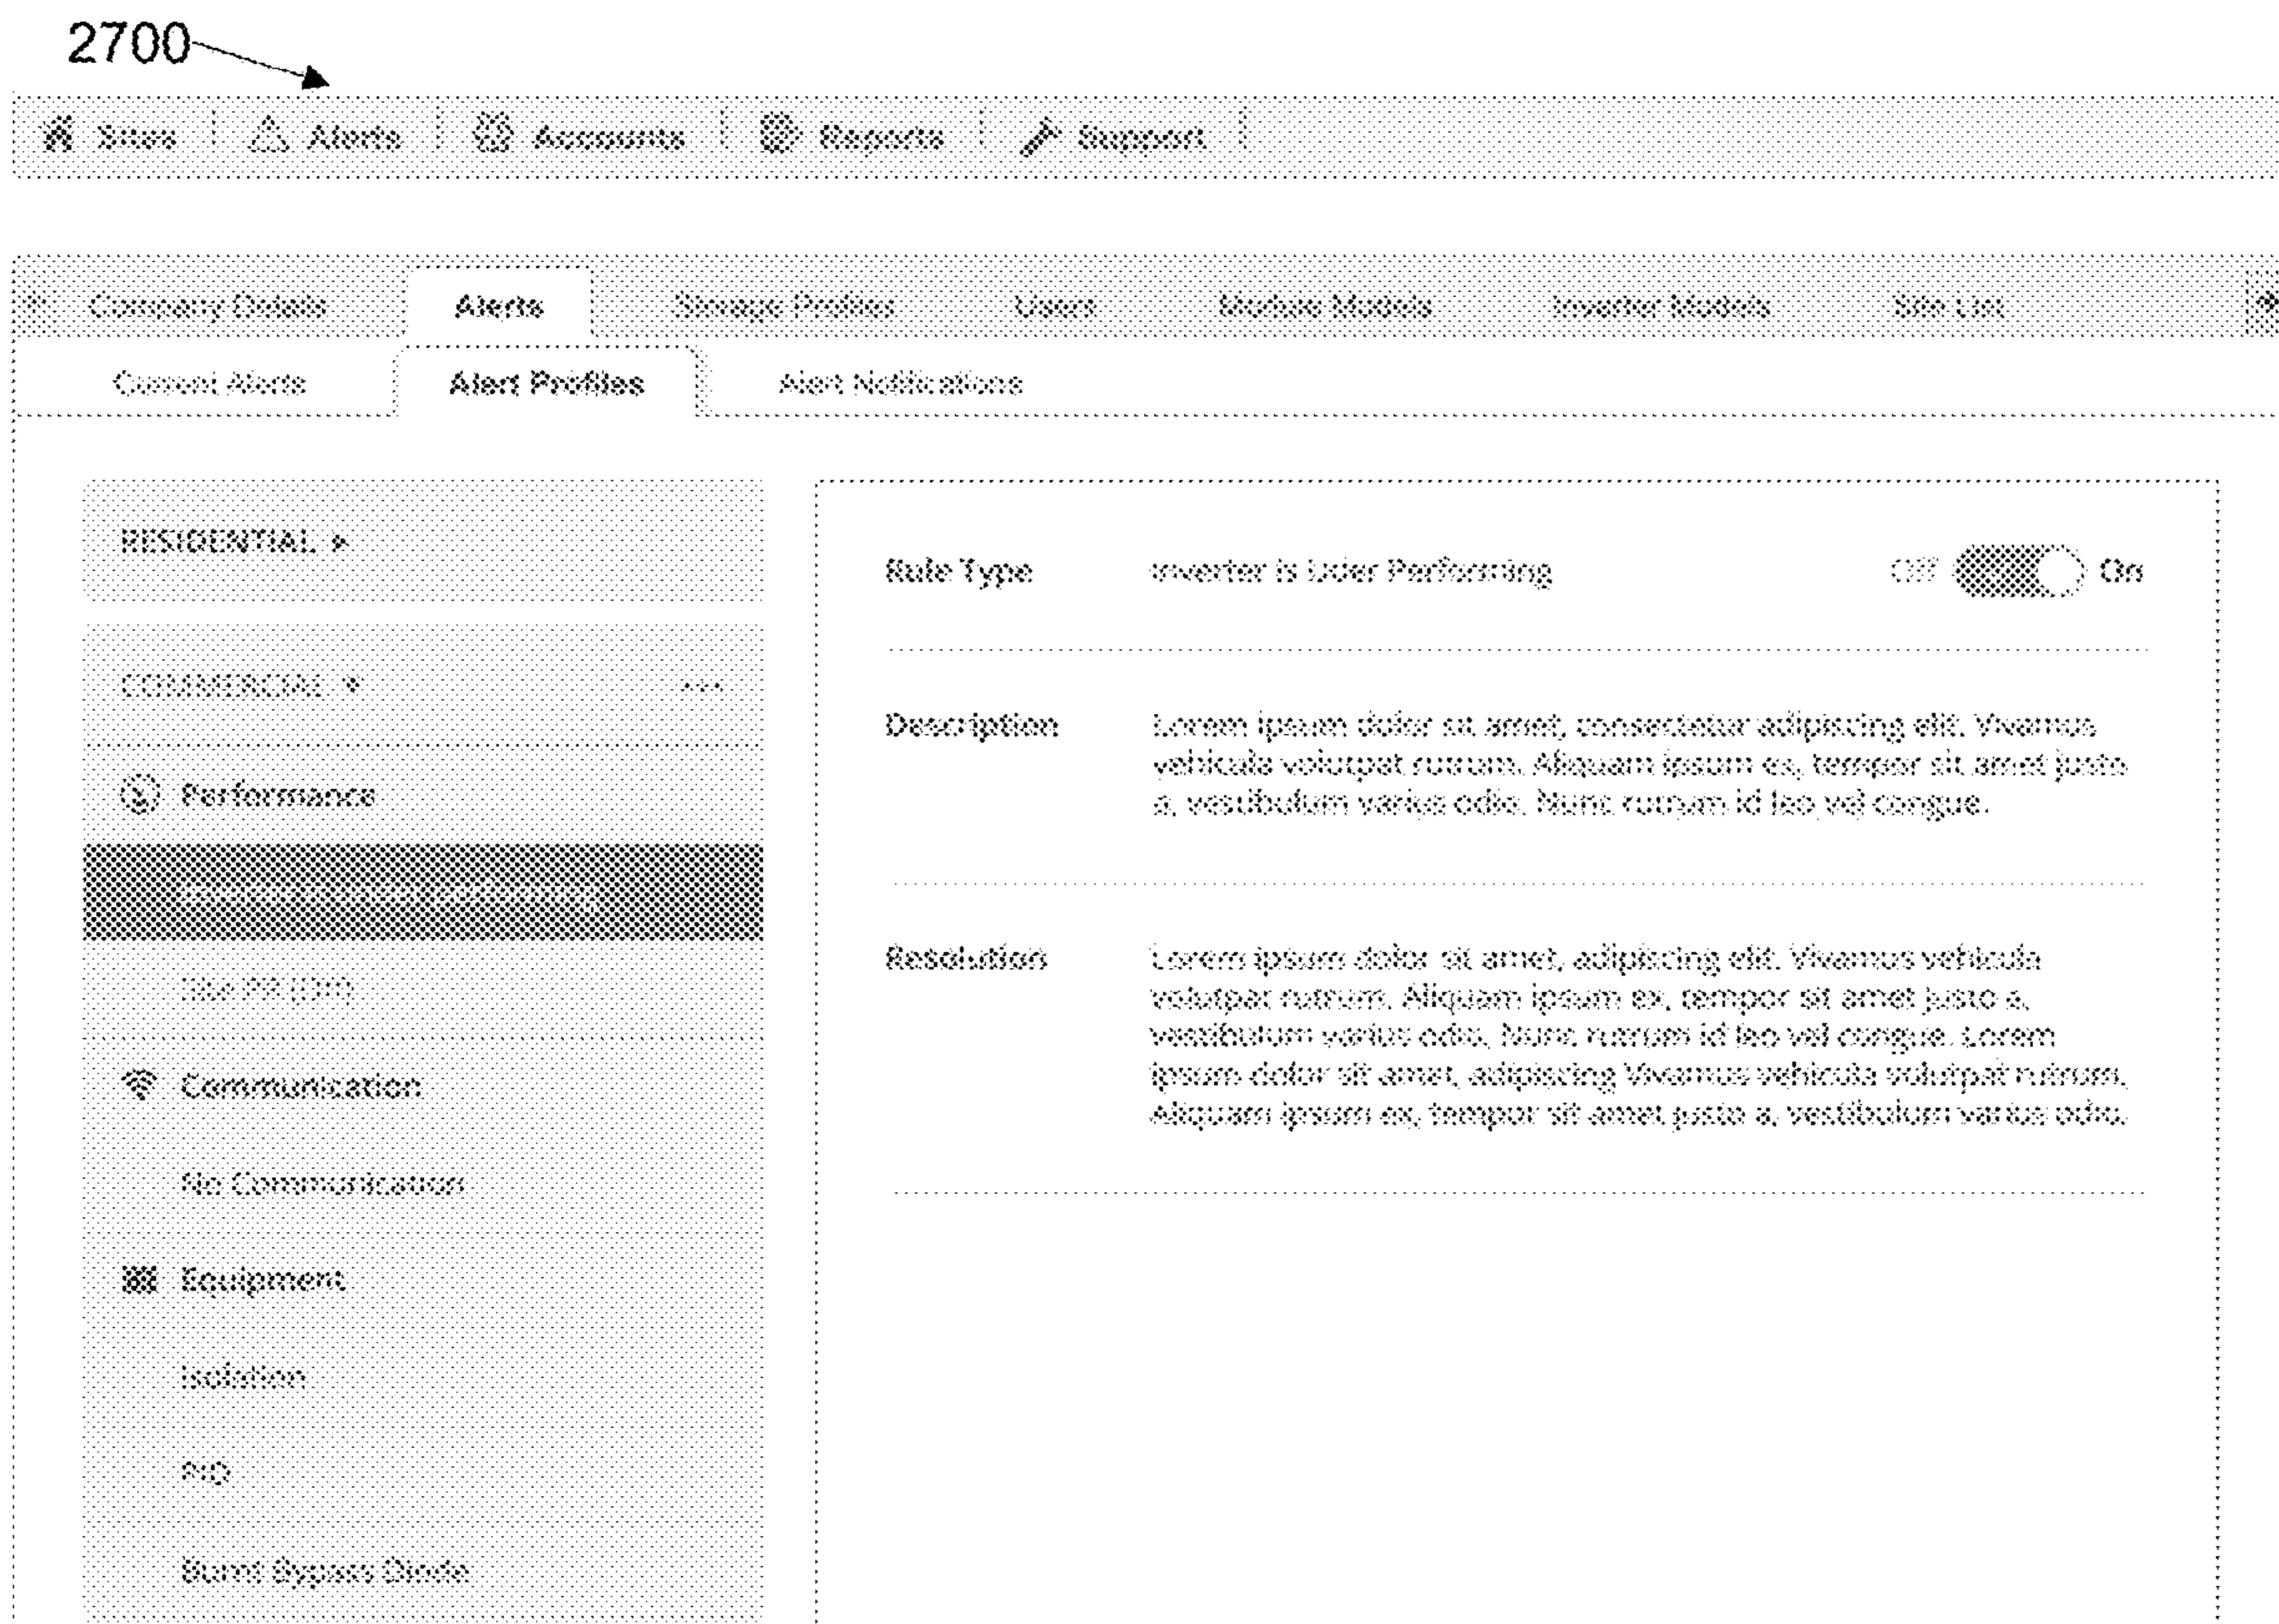 2700
Sites Alerts Accounts Reports Support
Company Details Alerts Storage Profiles Users Module Models Inverter Models Site List
Current Alerts Alert Profiles Alert Notifications
RESIDENTIAL
Rule Type Inverter is Uder Performing Off On
COMMERCIAL ...
Description Lorem ipsum dolor sit amet, consectetur adipiscing elit. Vivamus
vehicula volutpat rutrum. Aliquam ipsum ex, tempor sit amet justo
a, vestibulum varius odio. Nunc rutrum id leo vel congue.
Performance
Resolution Lorem ipsum dolor sit amet, adipiscing elit. Vivamus vehicula
volutpat rutrum. Aliquam ipsum ex, tempor sit amet justo a,
vestibulum varius odio. Nunc rutrum id leo vel congue. Lorem
ipsum dolor sit amet, adipiscing Vivamus vehicula volutpat rutrum.
Aliquam ipsum ex, tempor sit amet justo a, vestibulum varius odio.
Communication
No Communication
Equipment
Isolation
PID
Burnt Bypass Diode